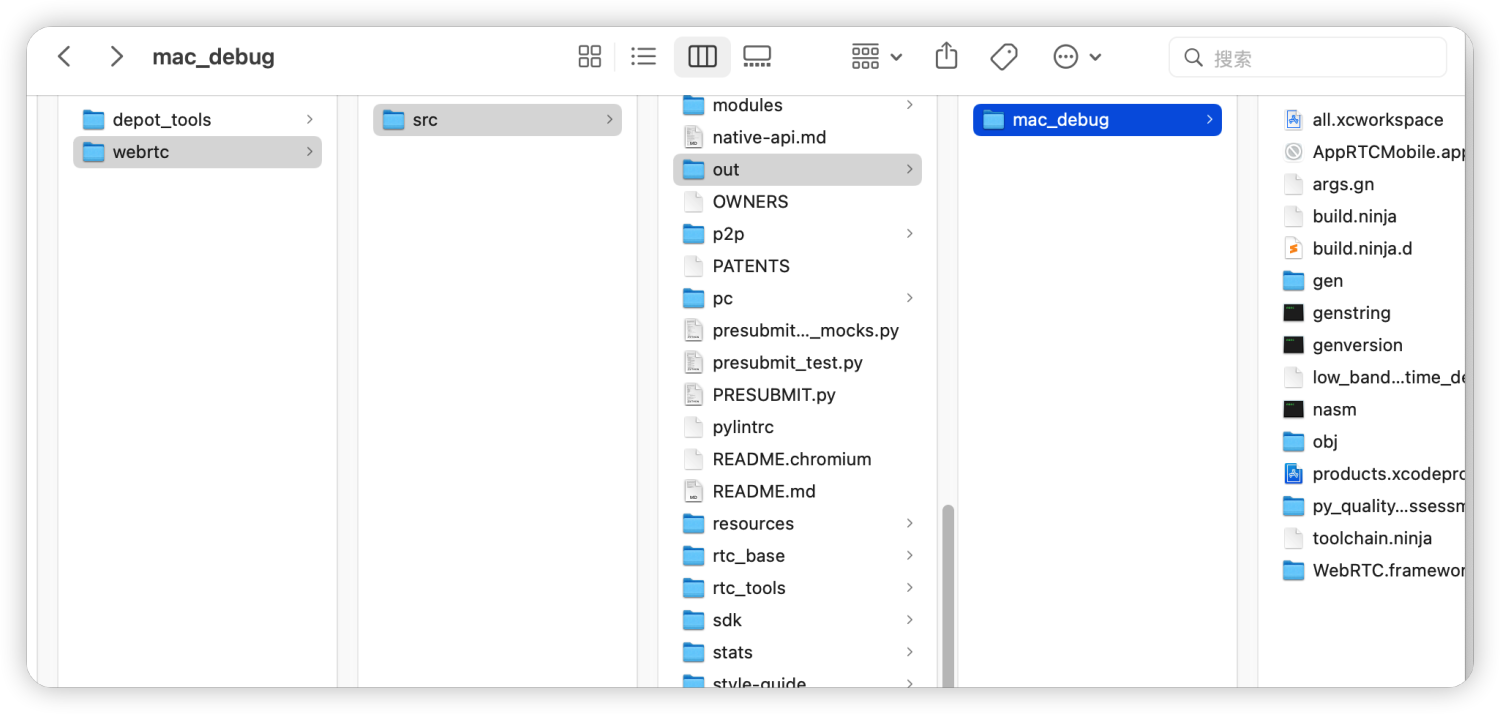 mac_debug
搜索
depot_tools
webrtc
src
modules
native-api.md
out
OWNERS
p2p
PATENTS
pc
presubmit..._mocks.py
presubmit_test.py
PRESUBMIT.py
pylintrc
README.chromium
README.md
resources
rtc_base
rtc_tools
sdk
stats
style-guide
mac_debug
all.xcworkspace
AppRTCMobile.app
args.gn
build.ninja
build.ninja.d
gen
genstring
genversion
low_band...time_de
nasm
obj
products.xcodepro
py_quality...ssessm
toolchain.ninja
WebRTC.framewor